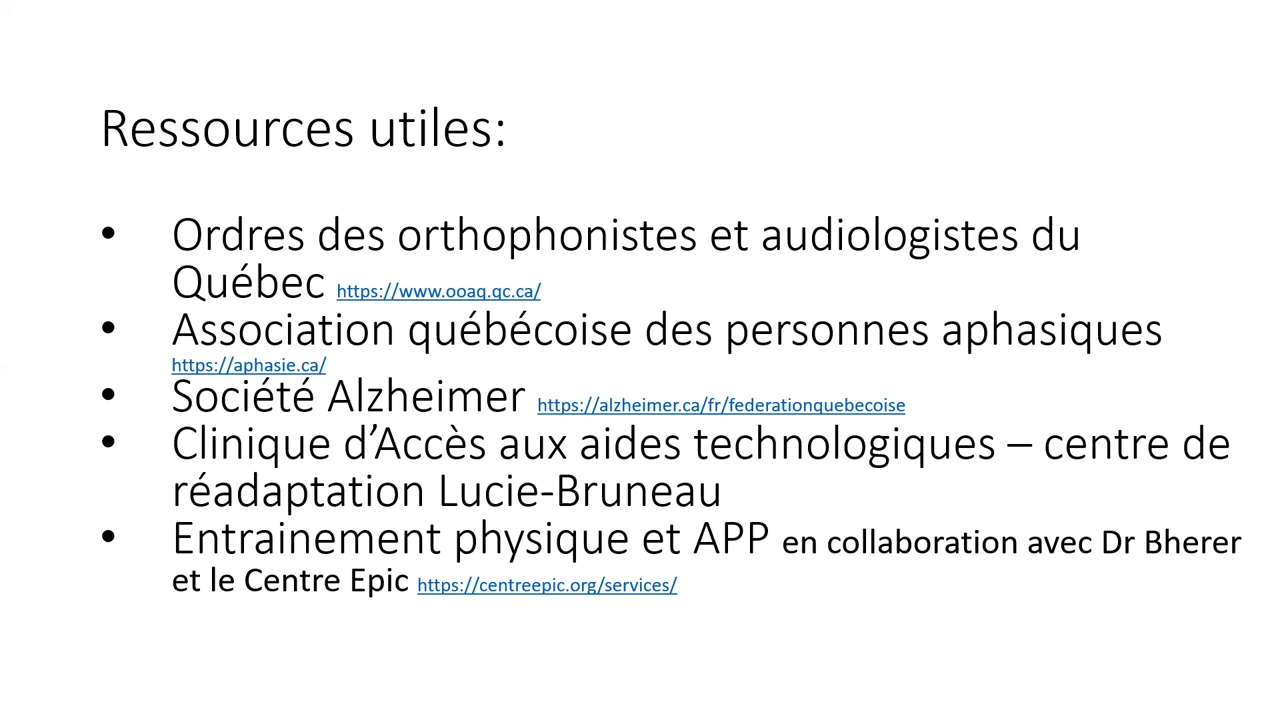 Ressources utiles:
• Ordres des orthophonistes et audiologistes du
Québec https://www.ooaq.qc.ca/
• Association québécoise des personnes aphasiques
https://aphasie.ca/
• Société Alzheimer https://alzheimer.ca/fr/federationquebecoise
• Clinique d’Accès aux aides technologiques – centre de
réadaptation Lucie-Bruneau
• Entrainement physique et APP en collaboration avec Dr Bherer
et le Centre Epic https://centreepic.org/services/